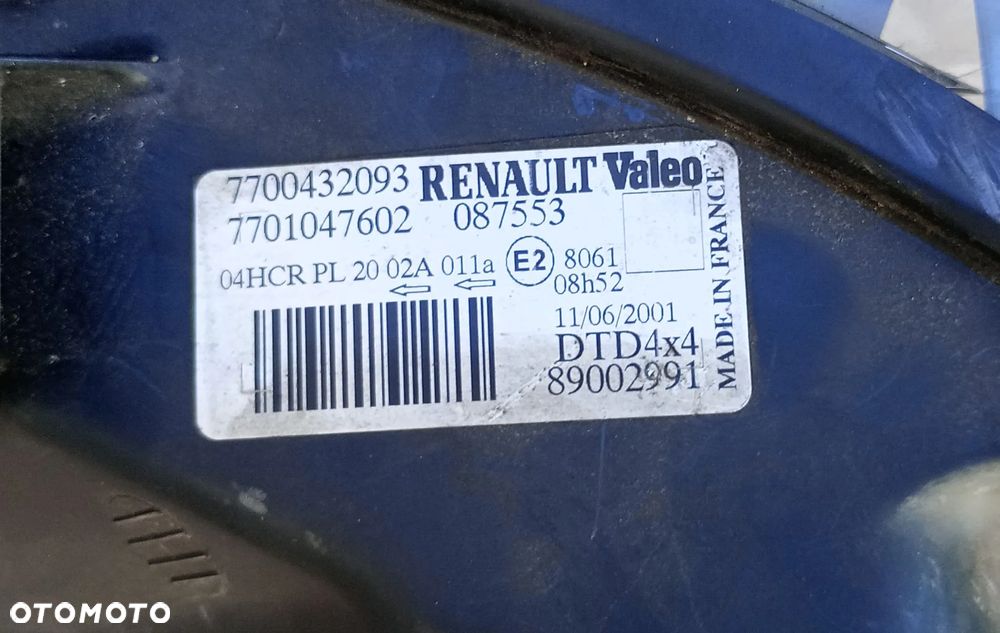 7700432093 RENAULT Valeo
7701047602 087553
04HCR PL 20 02A 011a E2 8061
08h52
11/06/2001
DTD4x4
89002991
MADE IN FRANCE
OTOMOTO